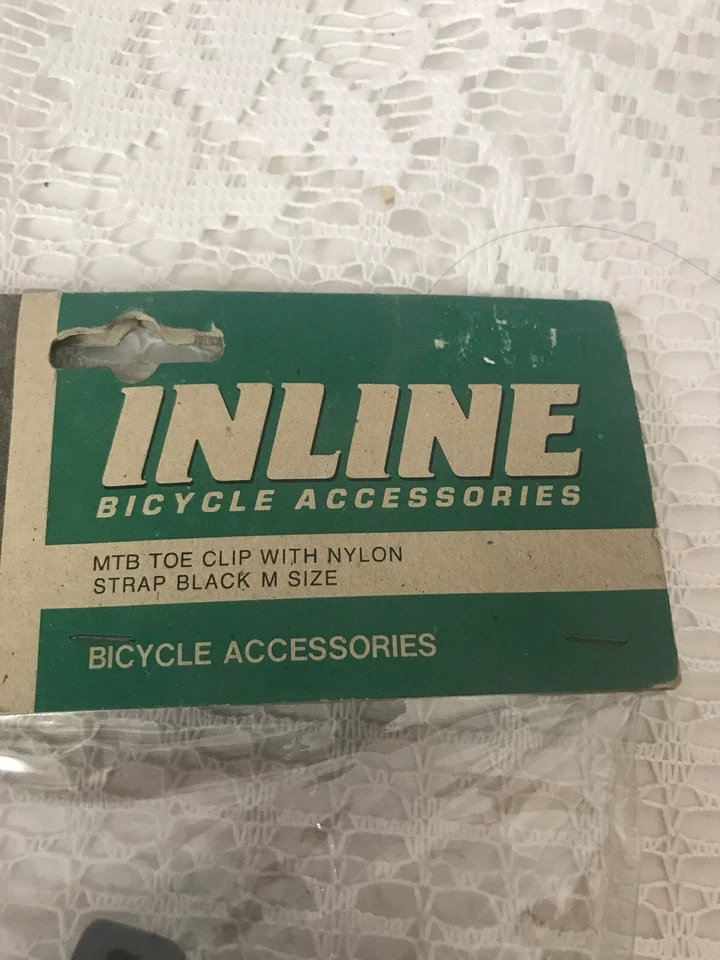 INLINE
BICYCLE ACCESSORIES
MTB TOE CLIP WITH NYLON
STRAP BLACK M SIZE
BICYCLE ACCESSORIES